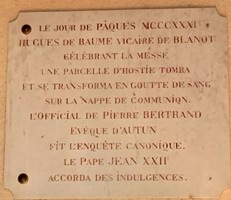 LE JOUR DE PÂQUES MCCCXXXI
HUGUES DE BAUME VICAIRE DE BLANOT
CÉLÉBRANT LA MESSE
UNE PARCELLE D'HOSTIE TOMBA
ET SE TRANSFORMA EN GOUTTE DE SANG
SUR LA NAPPE DE COMMUNION.
L'OFFICIAL DE PIERRE BERTRAND
EVÊQUE D'AUTUN
FIT L'ENQUÊTE CANONIQUE.
LE PAPE JEAN XXII
ACCORDA DES INDULGENCES.